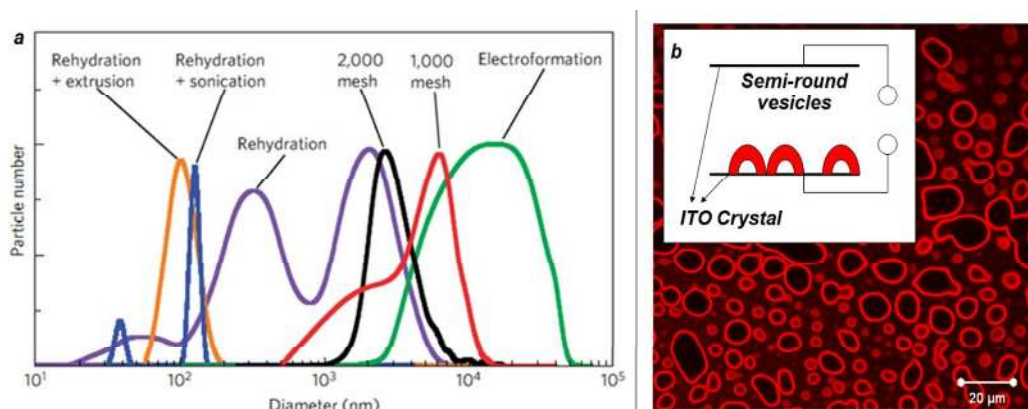 a
Rehydration
+ extrusion
Rehydration
+ sonication
2,000
mesh
1,000
mesh
Electroformation
Rehydration
Particle number
10¹
10²
10³
10⁴
10⁵
Diameter (nm)
b
Semi-round
vesicles
ITO Crystal
20 µm